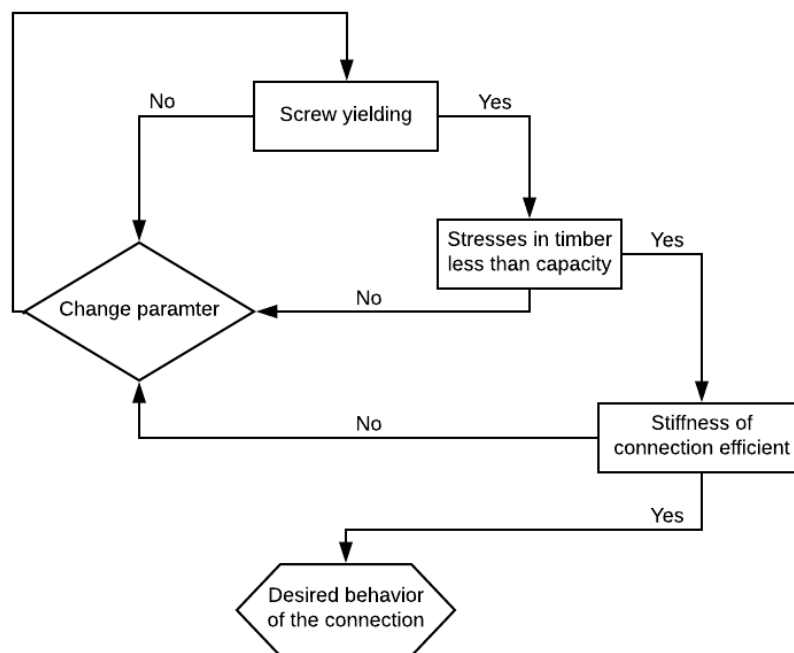 No
Screw yielding
Yes
Stresses in timber
less than capacity
Yes
Change paramter
No
No
Stiffness of
connection efficient
Yes
Desired behavior
of the connection